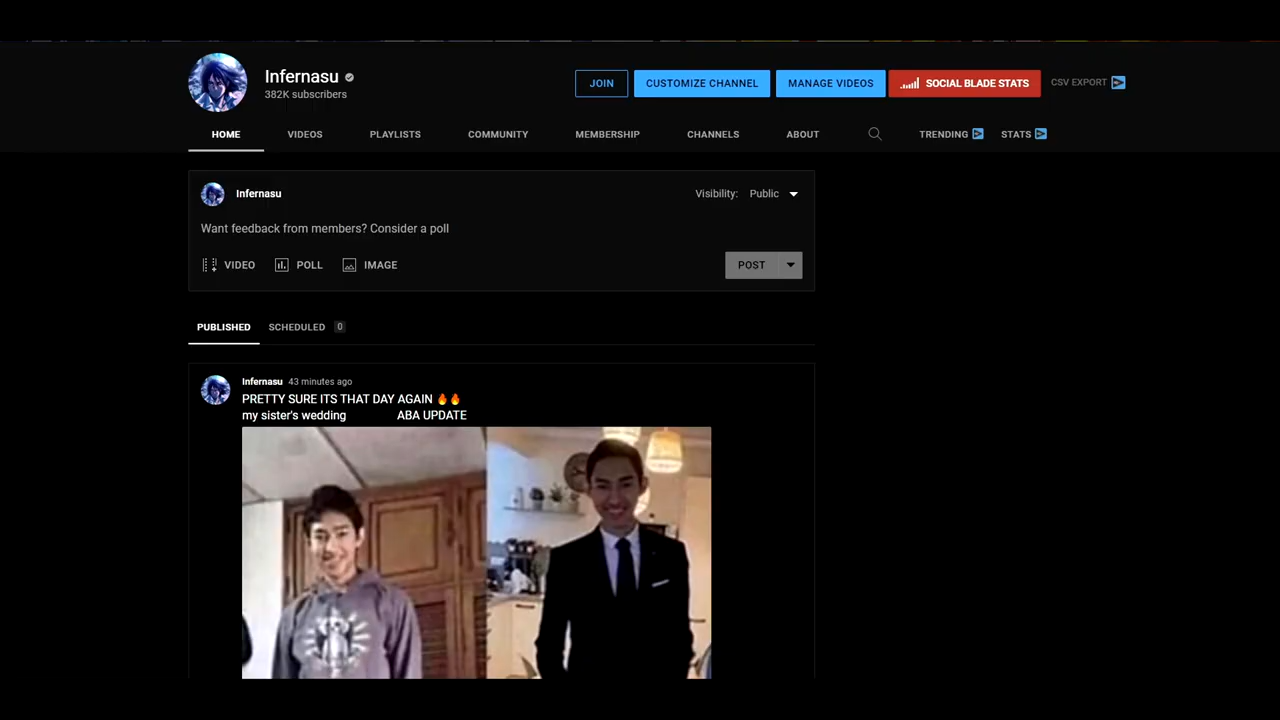 Infernasu
382K subscribers
JOIN
CUSTOMIZE CHANNEL
MANAGE VIDEOS
SOCIAL BLADE STATS
CSV EXPORT
HOME
VIDEOS
PLAYLISTS
COMMUNITY
MEMBERSHIP
CHANNELS
ABOUT
TRENDING
STATS
Infernasu
Visibility: Public
Want feedback from members? Consider a poll
VIDEO
POLL
IMAGE
POST
PUBLISHED
SCHEDULED 0
Infernasu 43 minutes ago
PRETTY SURE ITS THAT DAY AGAIN 🔥🔥
my sister's wedding ABA UPDATE